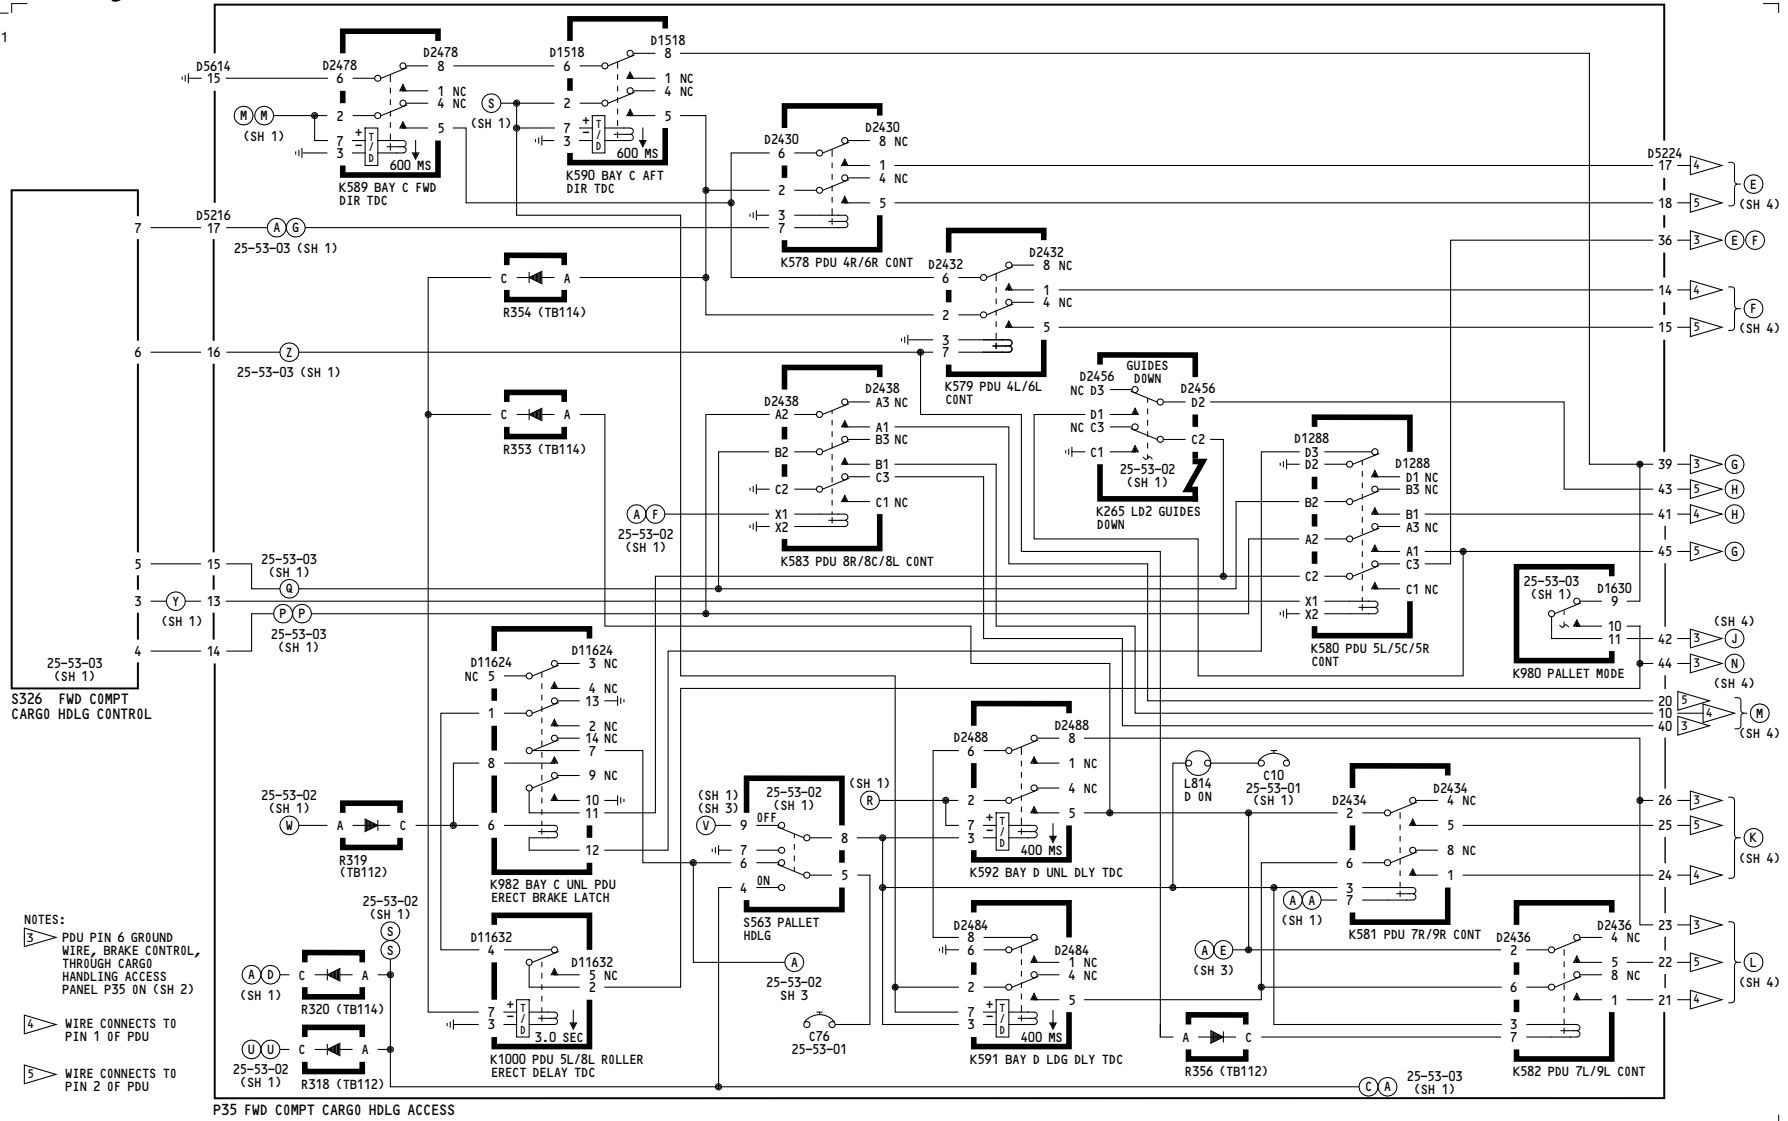 1
D5614
15
D2478
6
D2478
8
1 NC
4 NC
M M
(SH 1)
2
5
7
3
+
−
T/D
600 MS
K589 BAY C FWD
DIR TDC
D1518
6
D1518
8
1 NC
4 NC
S
(SH 1)
2
5
7
3
+
−
T/D
600 MS
K590 BAY C AFT
DIR TDC
D2430
6
D2430
8 NC
1
4 NC
2
5
3
7
K578 PDU 4R/6R CONT
D5224
17
4
18
5
E
(SH 4)
36
3
E F
14
4
15
5
F
(SH 4)
7
D5216
17
A G
25-53-03 (SH 1)
C
A
R354 (TB114)
D2432
6
D2432
8 NC
1
4 NC
2
5
3
7
K579 PDU 4L/6L
CONT
6
16
Z
25-53-03 (SH 1)
C
A
R353 (TB114)
D2438
A2
D2438
A3 NC
A1
B3 NC
B2
B1
C3
C2
C1 NC
X1
X2
K583 PDU 8R/8C/8L CONT
A F
25-53-02
(SH 1)
GUIDES
DOWN
D2456
NC D3
D2456
D2
D1
NC C3
C2
C1
25-53-02
(SH 1)
K265 LD2 GUIDES
DOWN
D1288
D3
D2
D1288
D1 NC
B3 NC
B2
B1
A3 NC
A2
A1
C3
C2
C1 NC
X1
X2
K580 PDU 5L/5C/5R
CONT
39
3
G
43
5
H
41
4
H
45
5
G
25-53-03
(SH 1)
D1630
9
10
11
K980 PALLET MODE
42
3
J
(SH 4)
44
3
N
(SH 4)
20
5
10
4
40
3
M
(SH 4)
5
15
25-53-03
(SH 1)
Q
3
Y
13
(SH 1)
P P
25-53-03
(SH 1)
4
14
25-53-03
(SH 1)
S326 FWD COMPT
CARGO HDLG CONTROL
D11624
NC 5
D11624
3 NC
4 NC
13
1
2 NC
14 NC
7
8
9 NC
10
11
6
12
K982 BAY C UNL PDU
ERECT BRAKE LATCH
25-53-02
(SH 1)
W
A
C
R319
(TB112)
25-53-02
(SH 1)
S
S
A D
(SH 1)
C
A
R320 (TB114)
U U
25-53-02
(SH 1)
C
A
R318 (TB112)
D11632
4
D11632
5 NC
2
7
3
+
−
T/D
3.0 SEC
K1000 PDU 5L/8L ROLLER
ERECT DELAY TDC
(SH 1)
(SH 3)
V
25-53-02
(SH 1)
9
OFF
8
7
6
5
4
ON
S563 PALLET
HDLG
A
25-53-02
SH 3
C76
25-53-01
(SH 1)
R
D2488
6
D2488
8
1 NC
4 NC
2
5
7
3
+
−
T/D
400 MS
K592 BAY D UNL DLY TDC
D2484
8
6
D2484
1 NC
4 NC
2
5
7
3
+
−
T/D
400 MS
K591 BAY D LDG DLY TDC
L814
D ON
C10
25-53-01
(SH 1)
D2434
2
D2434
4 NC
5
8 NC
6
1
3
7
A A
(SH 1)
K581 PDU 7R/9R CONT
A E
(SH 3)
D2436
2
D2436
4 NC
5
8 NC
6
1
3
7
K582 PDU 7L/9L CONT
A
C
R356 (TB112)
26
3
25
5
24
4
K
(SH 4)
23
3
22
5
21
4
L
(SH 4)
C A
25-53-03
(SH 1)
NOTES:
3
PDU PIN 6 GROUND
WIRE, BRAKE CONTROL,
THROUGH CARGO
HANDLING ACCESS
PANEL P35 ON (SH 2)
4
WIRE CONNECTS TO
PIN 1 OF PDU
5
WIRE CONNECTS TO
PIN 2 OF PDU
P35 FWD COMPT CARGO HDLG ACCESS